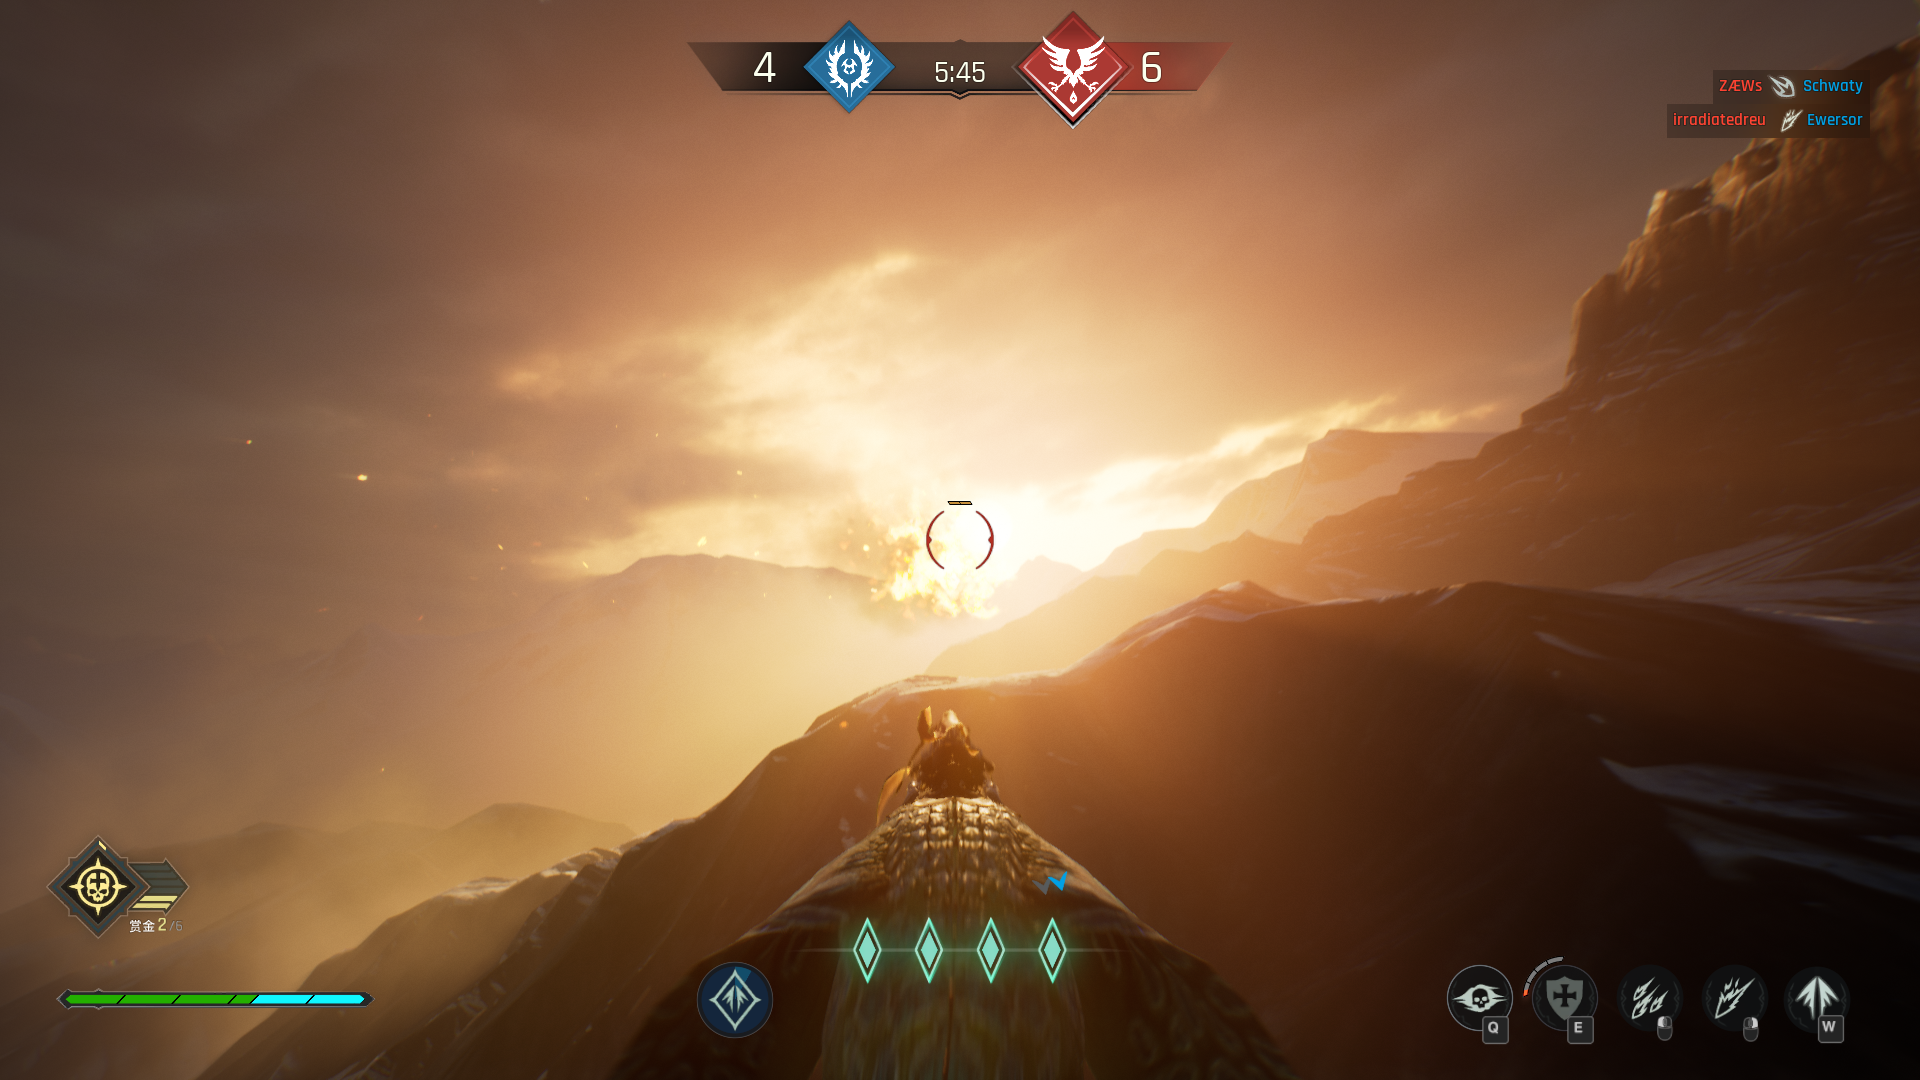 4 5:45 6
ZÆWs Schwaty
irradiatedreu Ewersor
赏金2/6
Q E W